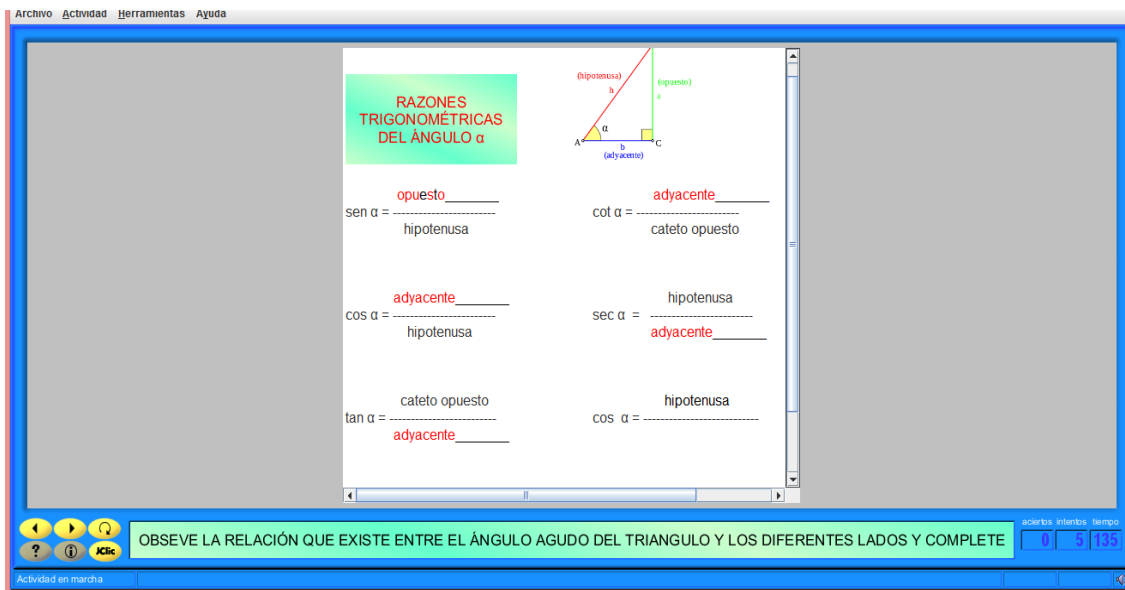 Archivo Actividad Herramientas Ayuda
RAZONES
TRIGONOMÉTRICAS
DEL ÁNGULO α
(hipotenusa)
h
(opuesto)
a
α
A
b
C
(adyacente)
opuesto_______
sen α = ------------------------
hipotenusa
adyacente_______
cot α = ------------------------
cateto opuesto
adyacente_______
cos α = ------------------------
hipotenusa
hipotenusa
sec α = ------------------------
adyacente_______
cateto opuesto
tan α = -------------------------
adyacente_______
hipotenusa
cos α = ---------------------------
? i JClic
OBSEVE LA RELACIÓN QUE EXISTE ENTRE EL ÁNGULO AGUDO DEL TRIANGULO Y LOS DIFERENTES LADOS Y COMPLETE
aciertos intentos tiempo
0 5 135
Actividad en marcha